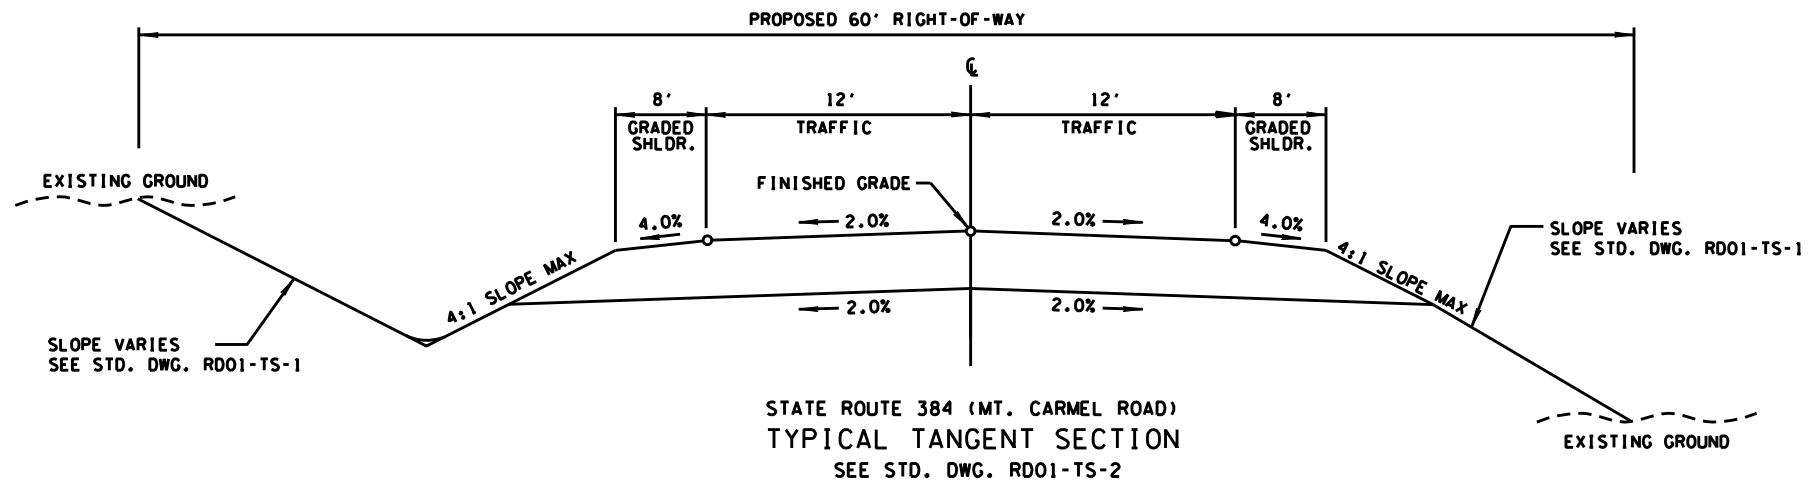 PROPOSED 60' RIGHT-OF-WAY
℄
8'
12'
12'
8'
GRADED
SHLDR.
TRAFFIC
TRAFFIC
GRADED
SHLDR.
EXISTING GROUND
FINISHED GRADE
4.0%
2.0%
2.0%
4.0%
SLOPE VARIES
SEE STD. DWG. RD01-TS-1
4:1 SLOPE MAX
4:1 SLOPE MAX
2.0%
2.0%
SLOPE VARIES
SEE STD. DWG. RD01-TS-1
STATE ROUTE 384 (MT. CARMEL ROAD)
TYPICAL TANGENT SECTION
SEE STD. DWG. RD01-TS-2
EXISTING GROUND